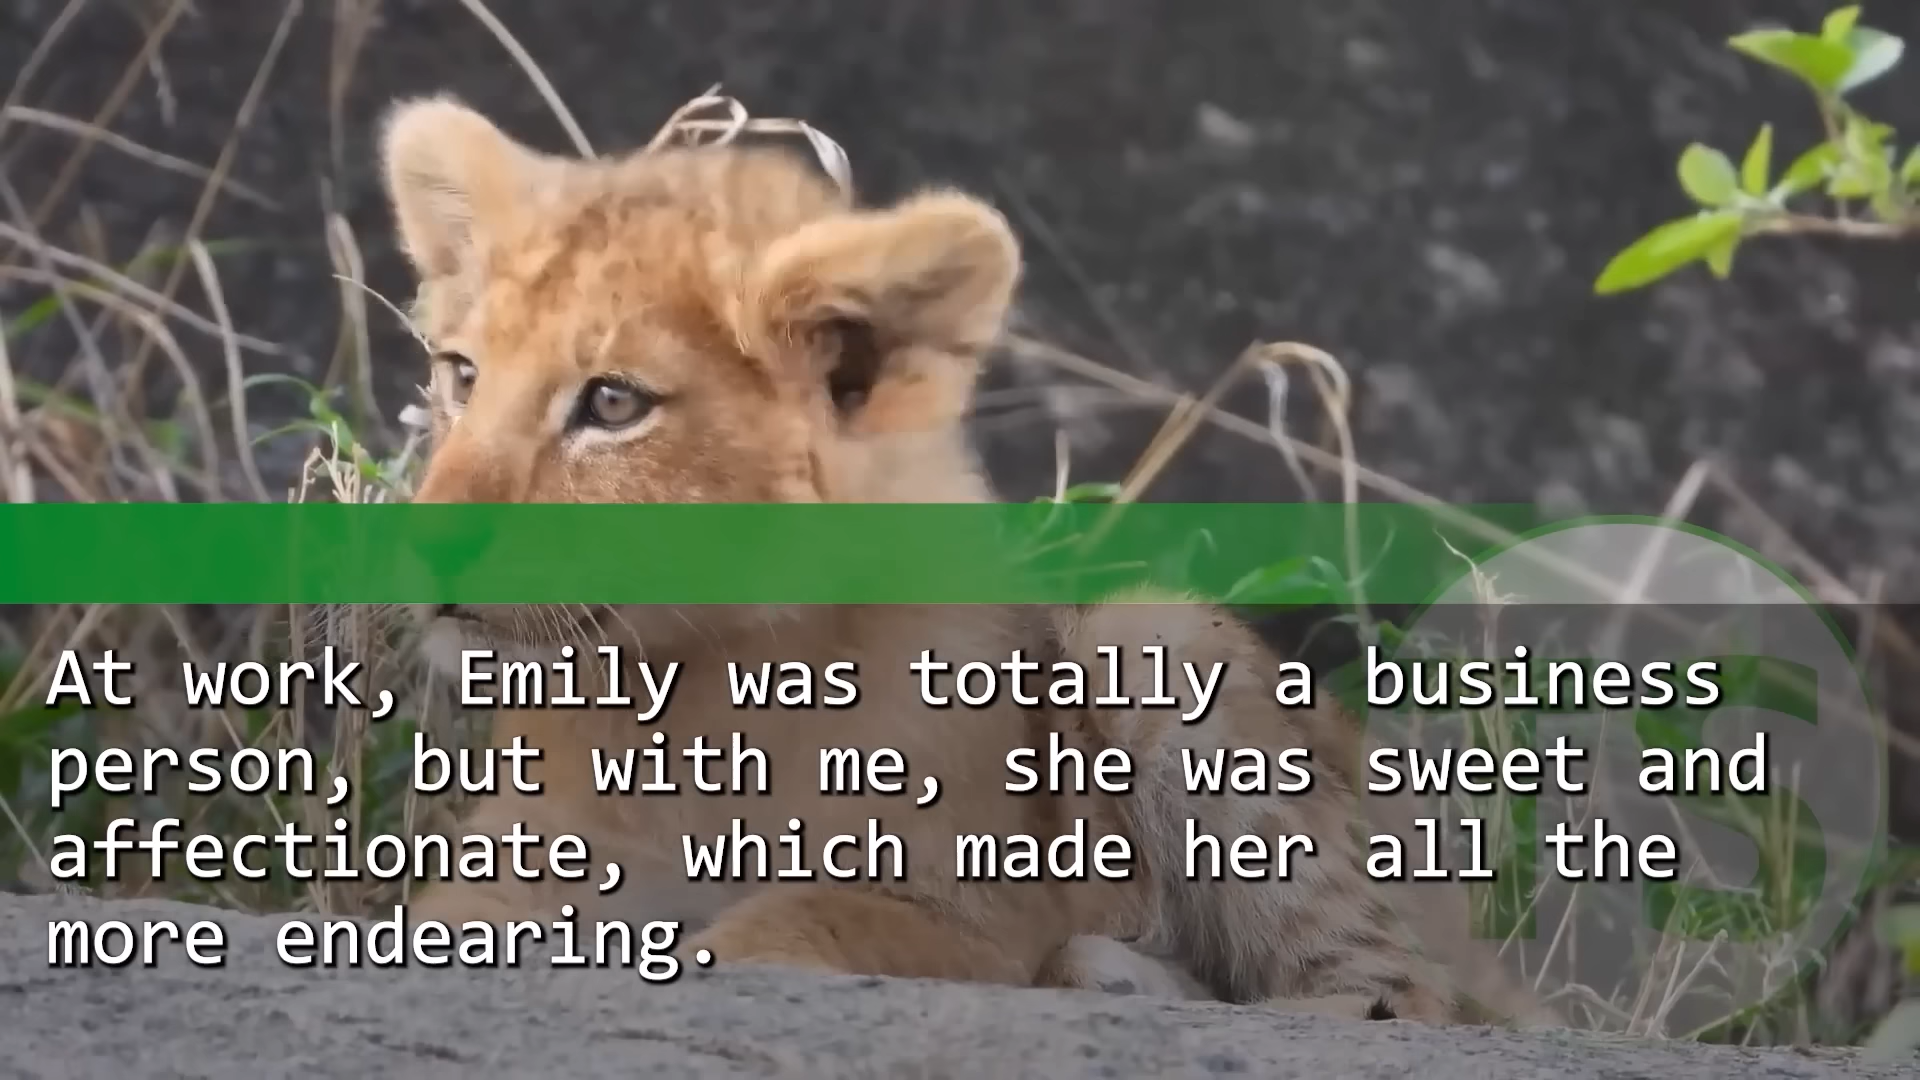 At work, Emily was totally a business
person, but with me, she was sweet and
affectionate, which made her all the
more endearing.
TS